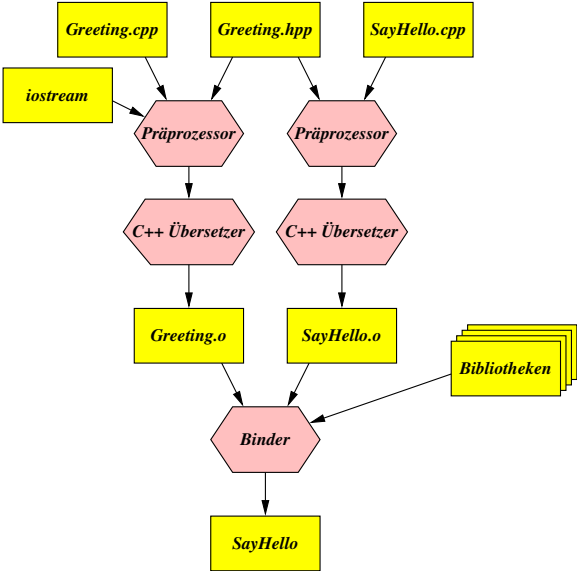 Greeting.cpp
Greeting.hpp
SayHello.cpp
iostream
Präprozessor
Präprozessor
C++ Übersetzer
C++ Übersetzer
Greeting.o
SayHello.o
Bibliotheken
Binder
SayHello